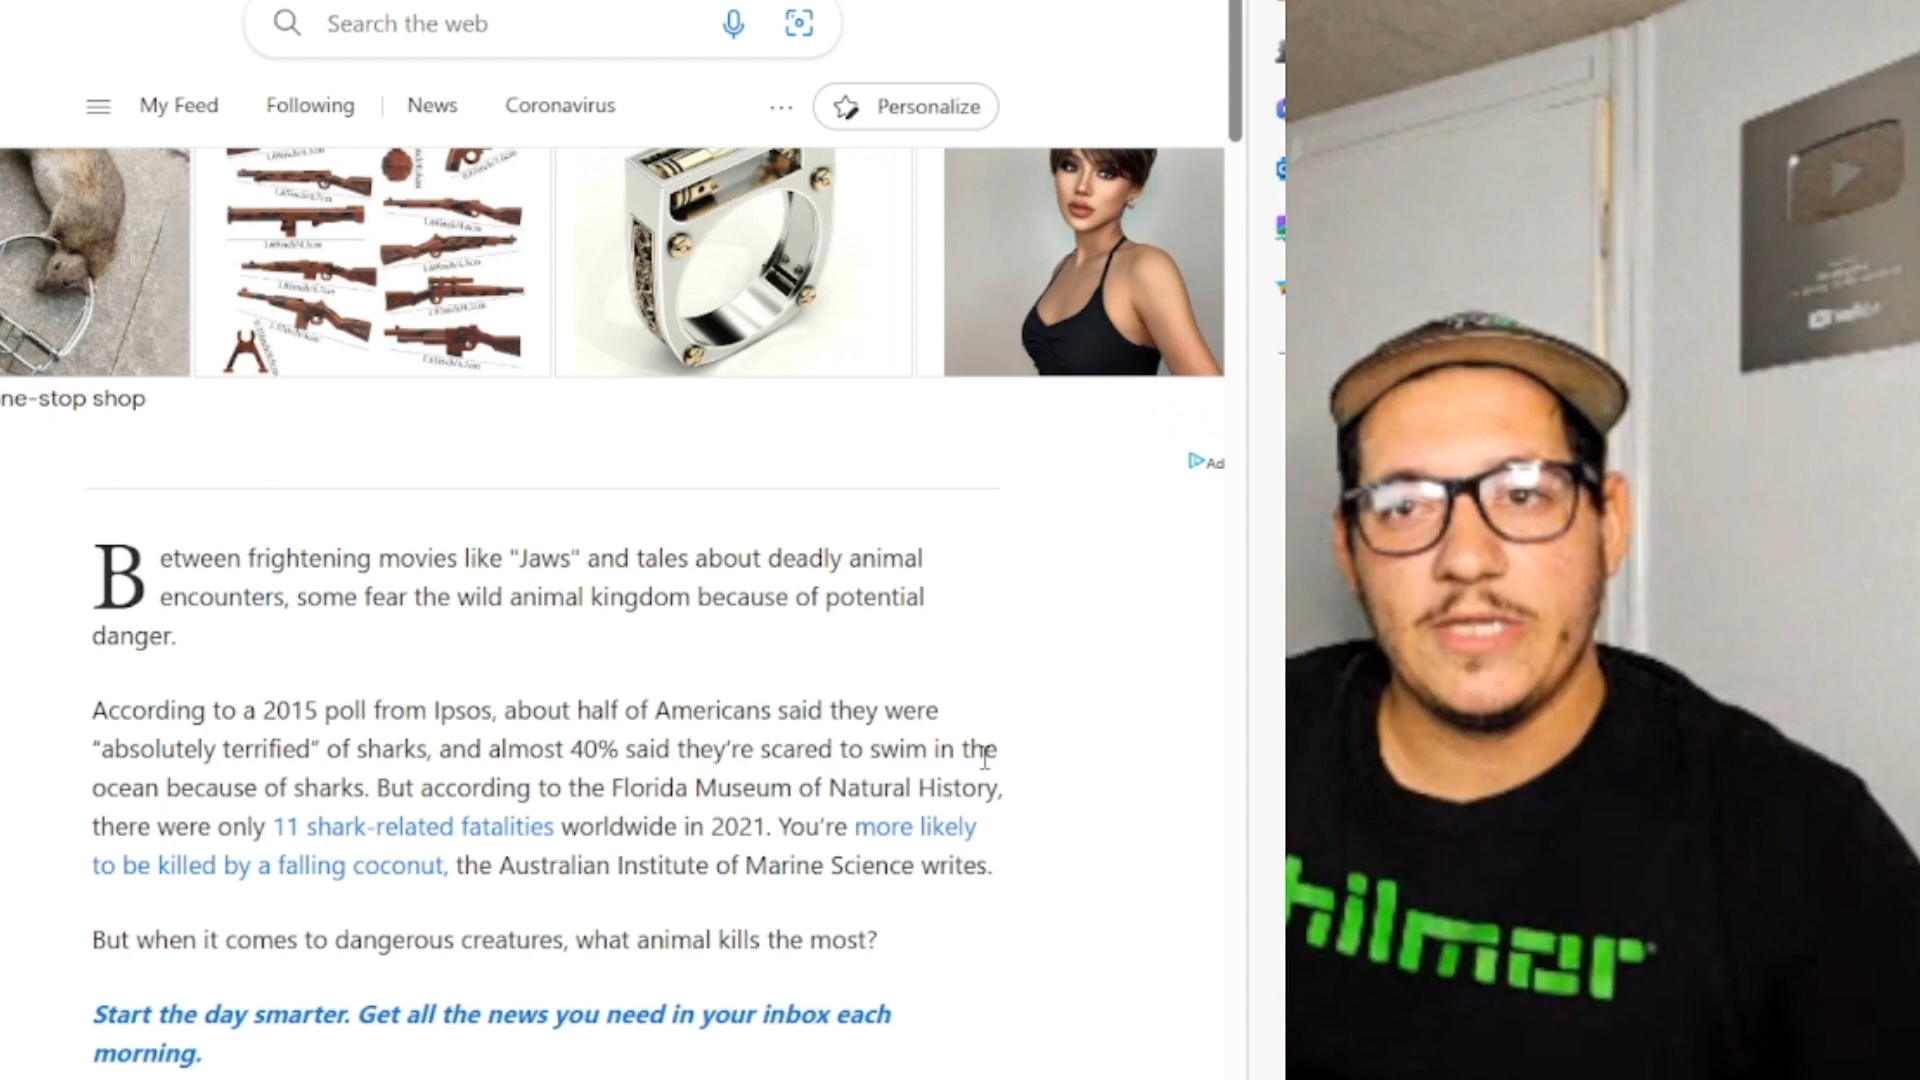 Search the web
My Feed
Following
News
Coronavirus
...
Personalize
ne-stop shop
Ad
Between frightening movies like "Jaws" and tales about deadly animal
encounters, some fear the wild animal kingdom because of potential
danger.
According to a 2015 poll from Ipsos, about half of Americans said they were
“absolutely terrified” of sharks, and almost 40% said they’re scared to swim in the
ocean because of sharks. But according to the Florida Museum of Natural History,
there were only 11 shark-related fatalities worldwide in 2021. You’re more likely
to be killed by a falling coconut, the Australian Institute of Marine Science writes.
But when it comes to dangerous creatures, what animal kills the most?
Start the day smarter. Get all the news you need in your inbox each
morning.
hilmar